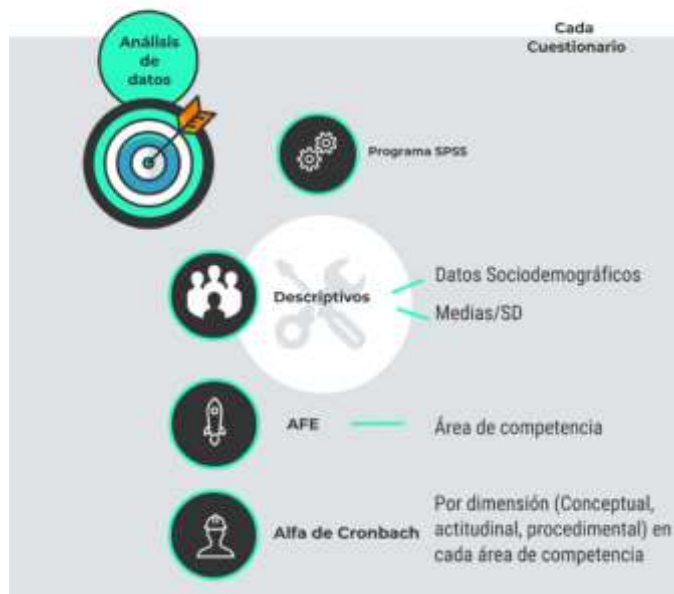 Análisis
de
datos
Cada
Cuestionario
Programa SPSS
Descriptivos
Datos Sociodemográficos
Medias/SD
AFE
Área de competencia
Alfa de Cronbach
Por dimensión (Conceptual,
actitudinal, procedimental) en
cada área de competencia